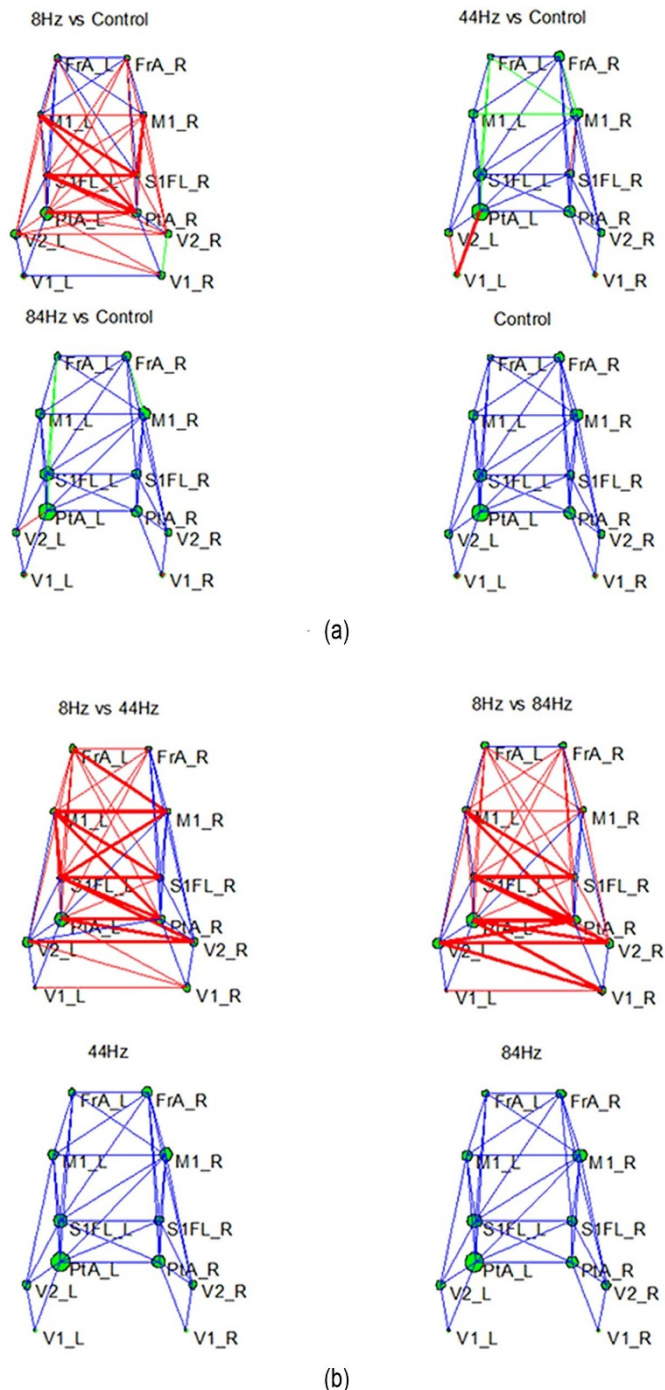 8Hz vs Control
44Hz vs Control
FrA_L FrA_R
FrA_L FrA_R
M1_L M1_R
M1_L M1_R
S1FL_L S1FL_R
S1FL_L S1FL_R
PtA_L PtA_R
PtA_L PtA_R
V2_L V2_R
V2_L V2_R
V1_L V1_R
V1_L V1_R
84Hz vs Control
Control
FrA_L FrA_R
FrA_L FrA_R
M1_L M1_R
M1_L M1_R
S1FL_L S1FL_R
S1FL_L S1FL_R
PtA_L PtA_R
PtA_L PtA_R
V2_L V2_R
V2_L V2_R
V1_L V1_R
V1_L V1_R
(a)
8Hz vs 44Hz
8Hz vs 84Hz
FrA_L FrA_R
FrA_L FrA_R
M1_L M1_R
M1_L M1_R
S1FL_L S1FL_R
S1FL_L S1FL_R
PtA_L PtA_R
PtA_L PtA_R
V2_L V2_R
V2_L V2_R
V1_L V1_R
V1_L V1_R
44Hz
84Hz
FrA_L FrA_R
FrA_L FrA_R
M1_L M1_R
M1_L M1_R
S1FL_L S1FL_R
S1FL_L S1FL_R
PtA_L PtA_R
PtA_L PtA_R
V2_L V2_R
V2_L V2_R
V1_L V1_R
V1_L V1_R
(b)